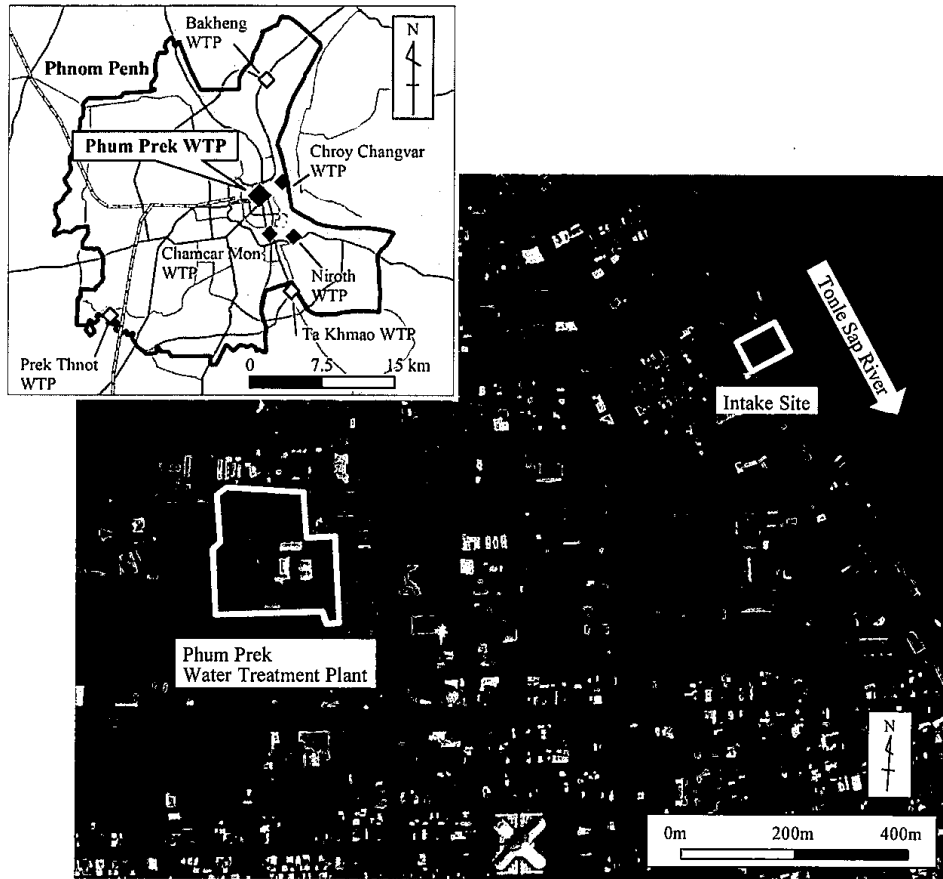 Bakheng
WTP
N
Phnom Penh
Phum Prek WTP
Chroy Changvar
WTP
Chamcar Mon
WTP
Niroth
WTP
Ta Khmao WTP
Prek Thnot
WTP
0 7.5 15 km
Tonle Sap River
Intake Site
Phum Prek
Water Treatment Plant
N
0m 200m 400m